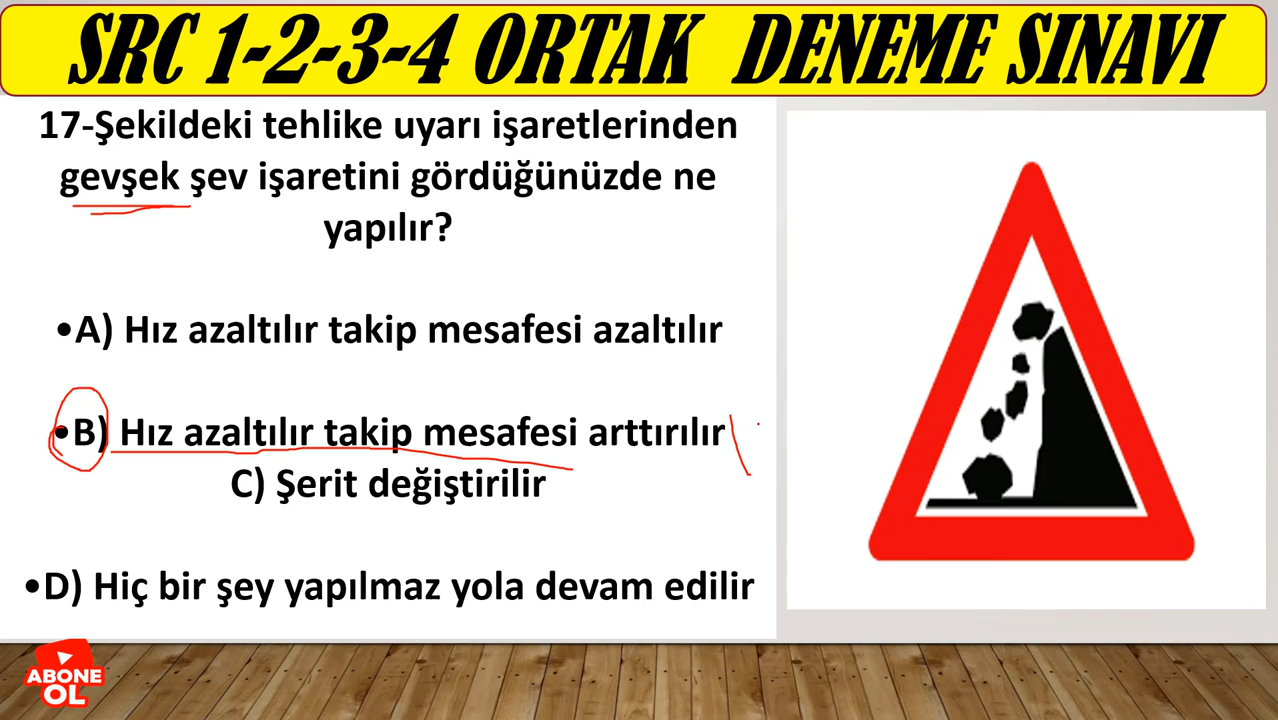 SRC 1-2-3-4 ORTAK DENEME SINAVI
17-Şekildeki tehlike uyarı işaretlerinden
gevşek şev işaretini gördüğünüzde ne
yapılır?
•A) Hız azaltılır takip mesafesi azaltılır
•B) Hız azaltılır takip mesafesi arttırılır
C) Şerit değiştirilir
•D) Hiç bir şey yapılmaz yola devam edilir
ABONE
OL